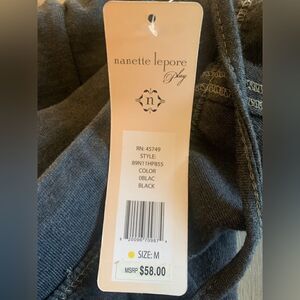 nanette lepore
play
n
RN: 45749
STYLE:
89N11HP855
COLOR
0BLAC
BLACK
SIZE: M
MSRP $58.00